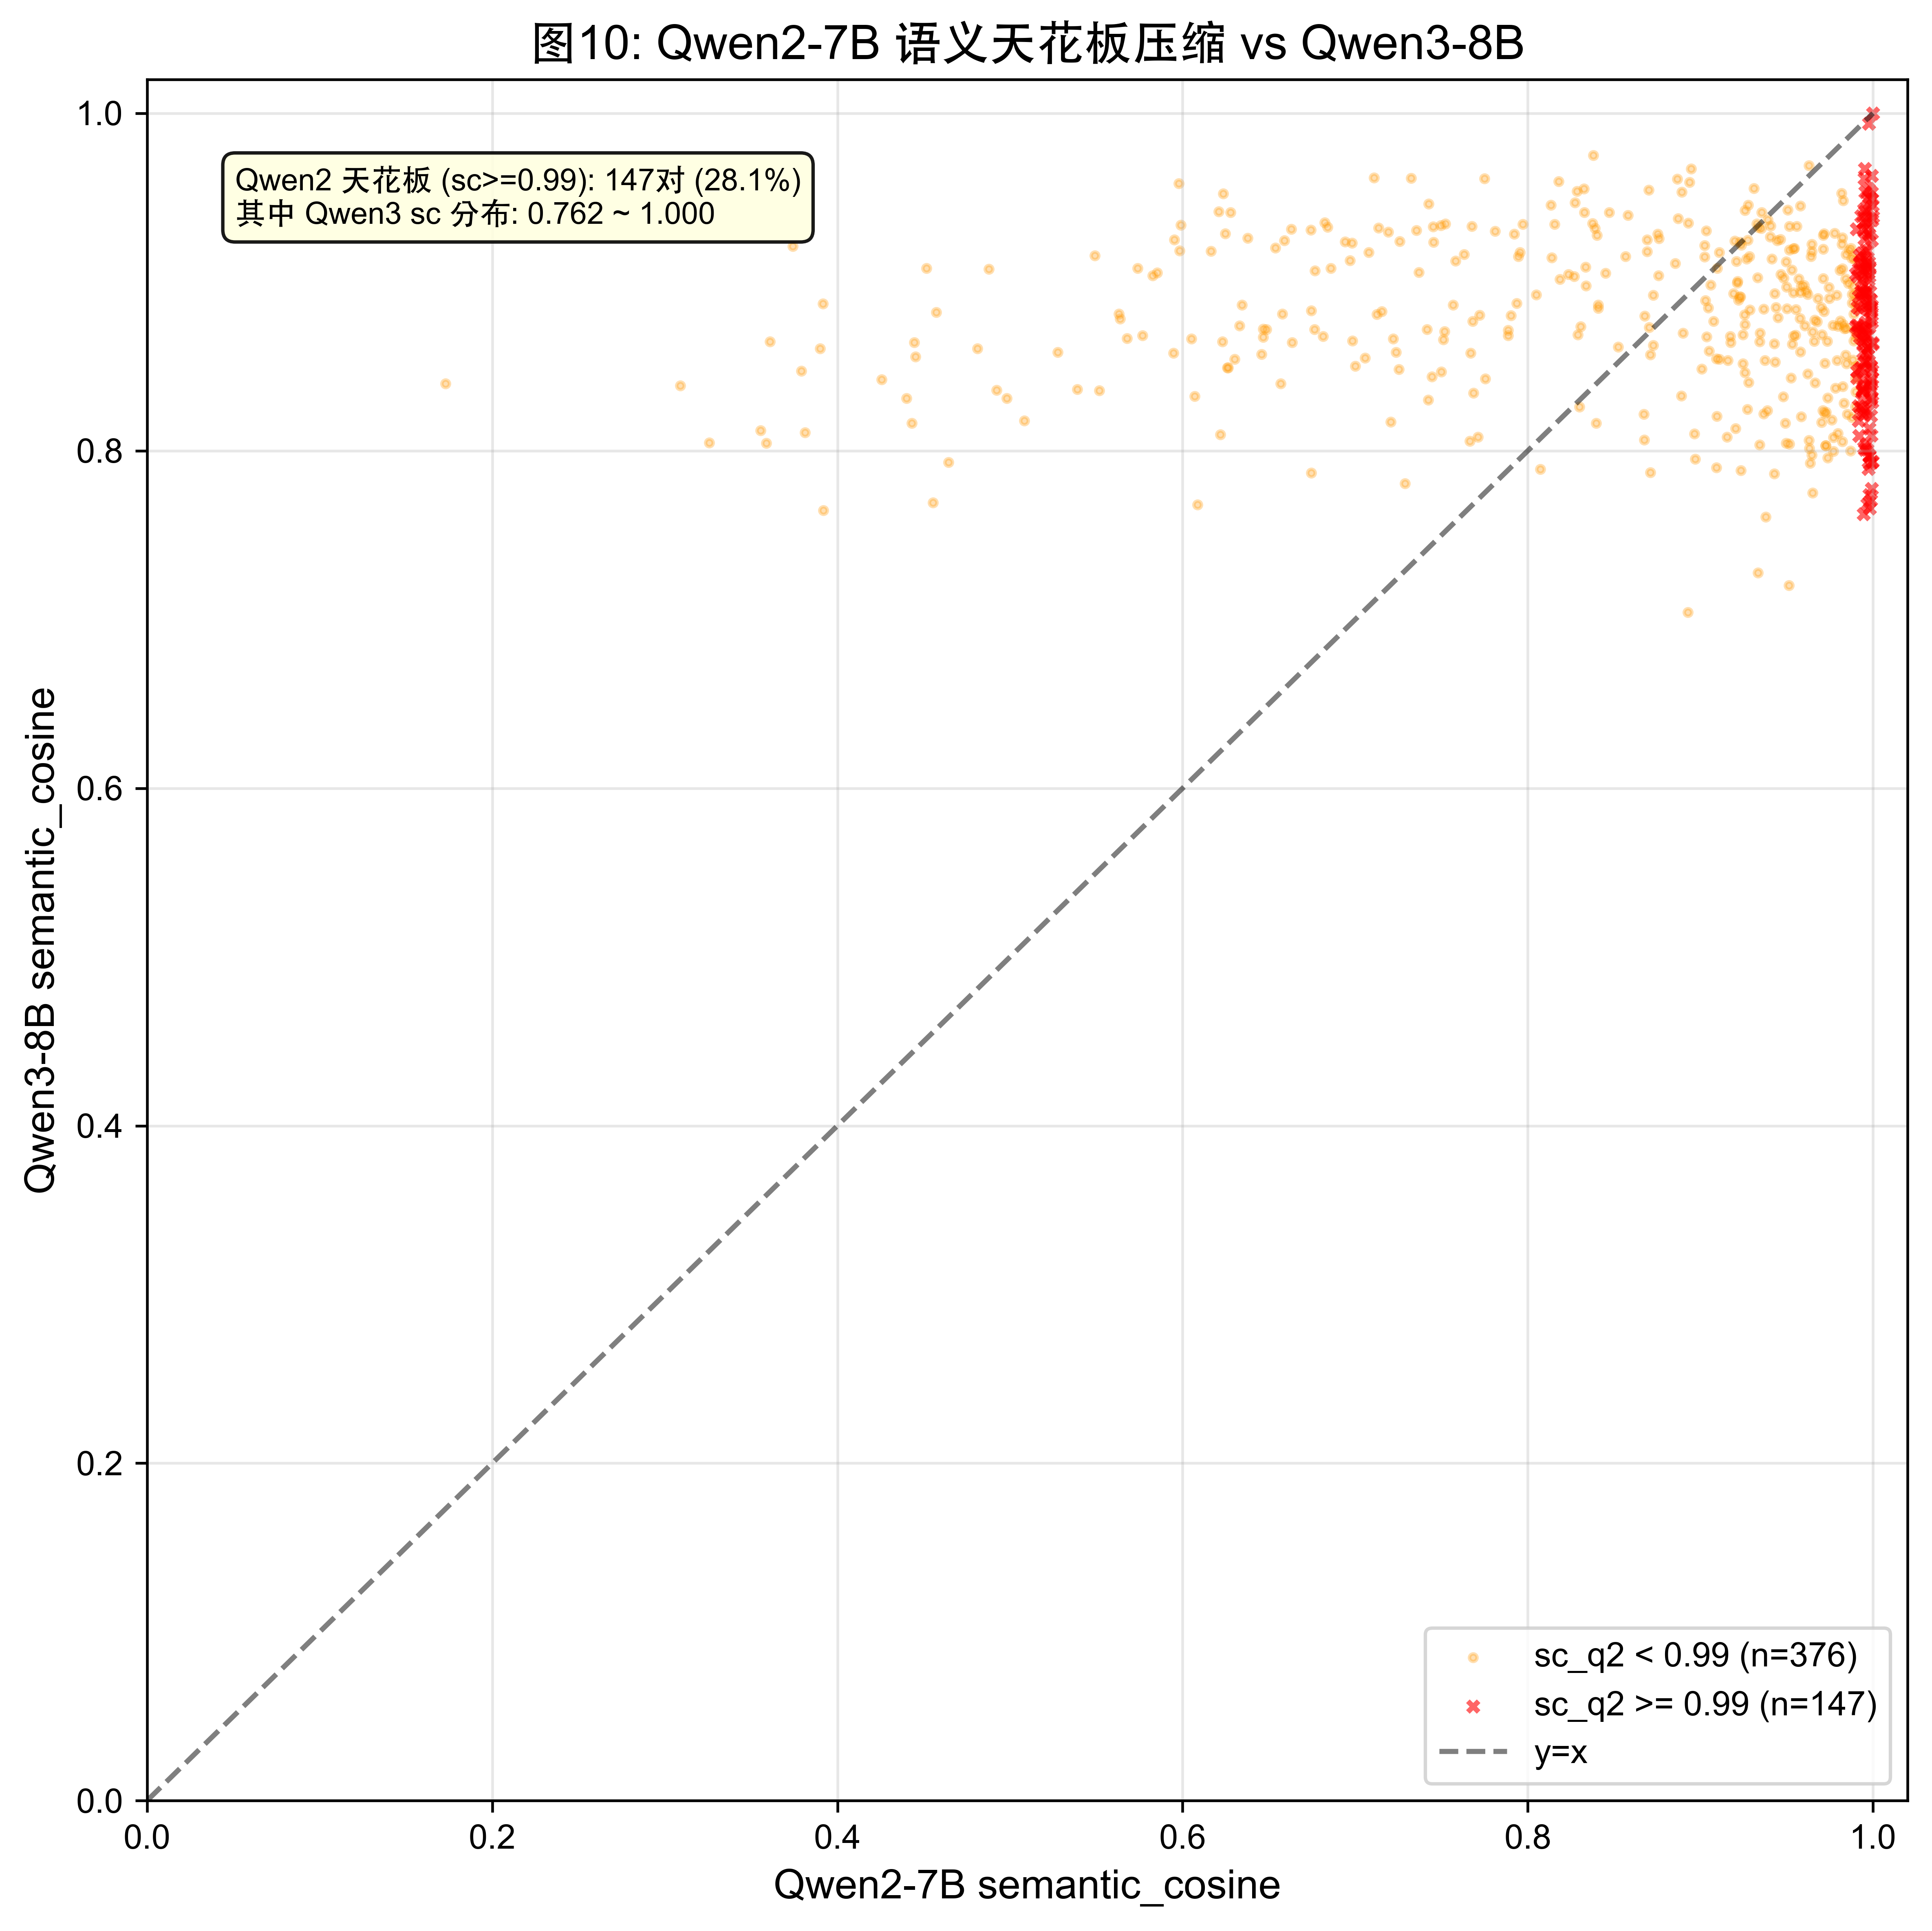 图10: Qwen2-7B 语义天花板压缩 vs Qwen3-8B
1.0
Qwen2 天花板 (sc>=0.99): 147对 (28.1%)
其中 Qwen3 sc 分布: 0.762 ~ 1.000
0.8
0.6
0.4
0.2
0.0
Qwen3-8B semantic_cosine
sc_q2 < 0.99 (n=376)
sc_q2 >= 0.99 (n=147)
y=x
0.0 0.2 0.4 0.6 0.8 1.0
Qwen2-7B semantic_cosine